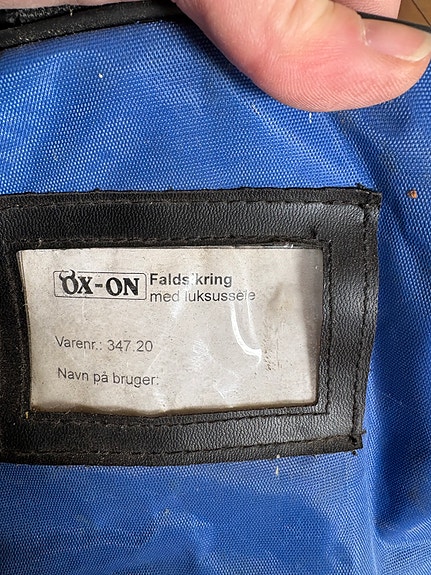 OX-ON Faldsikring
med luksussele
Varenr.: 347.20
Navn på bruger: